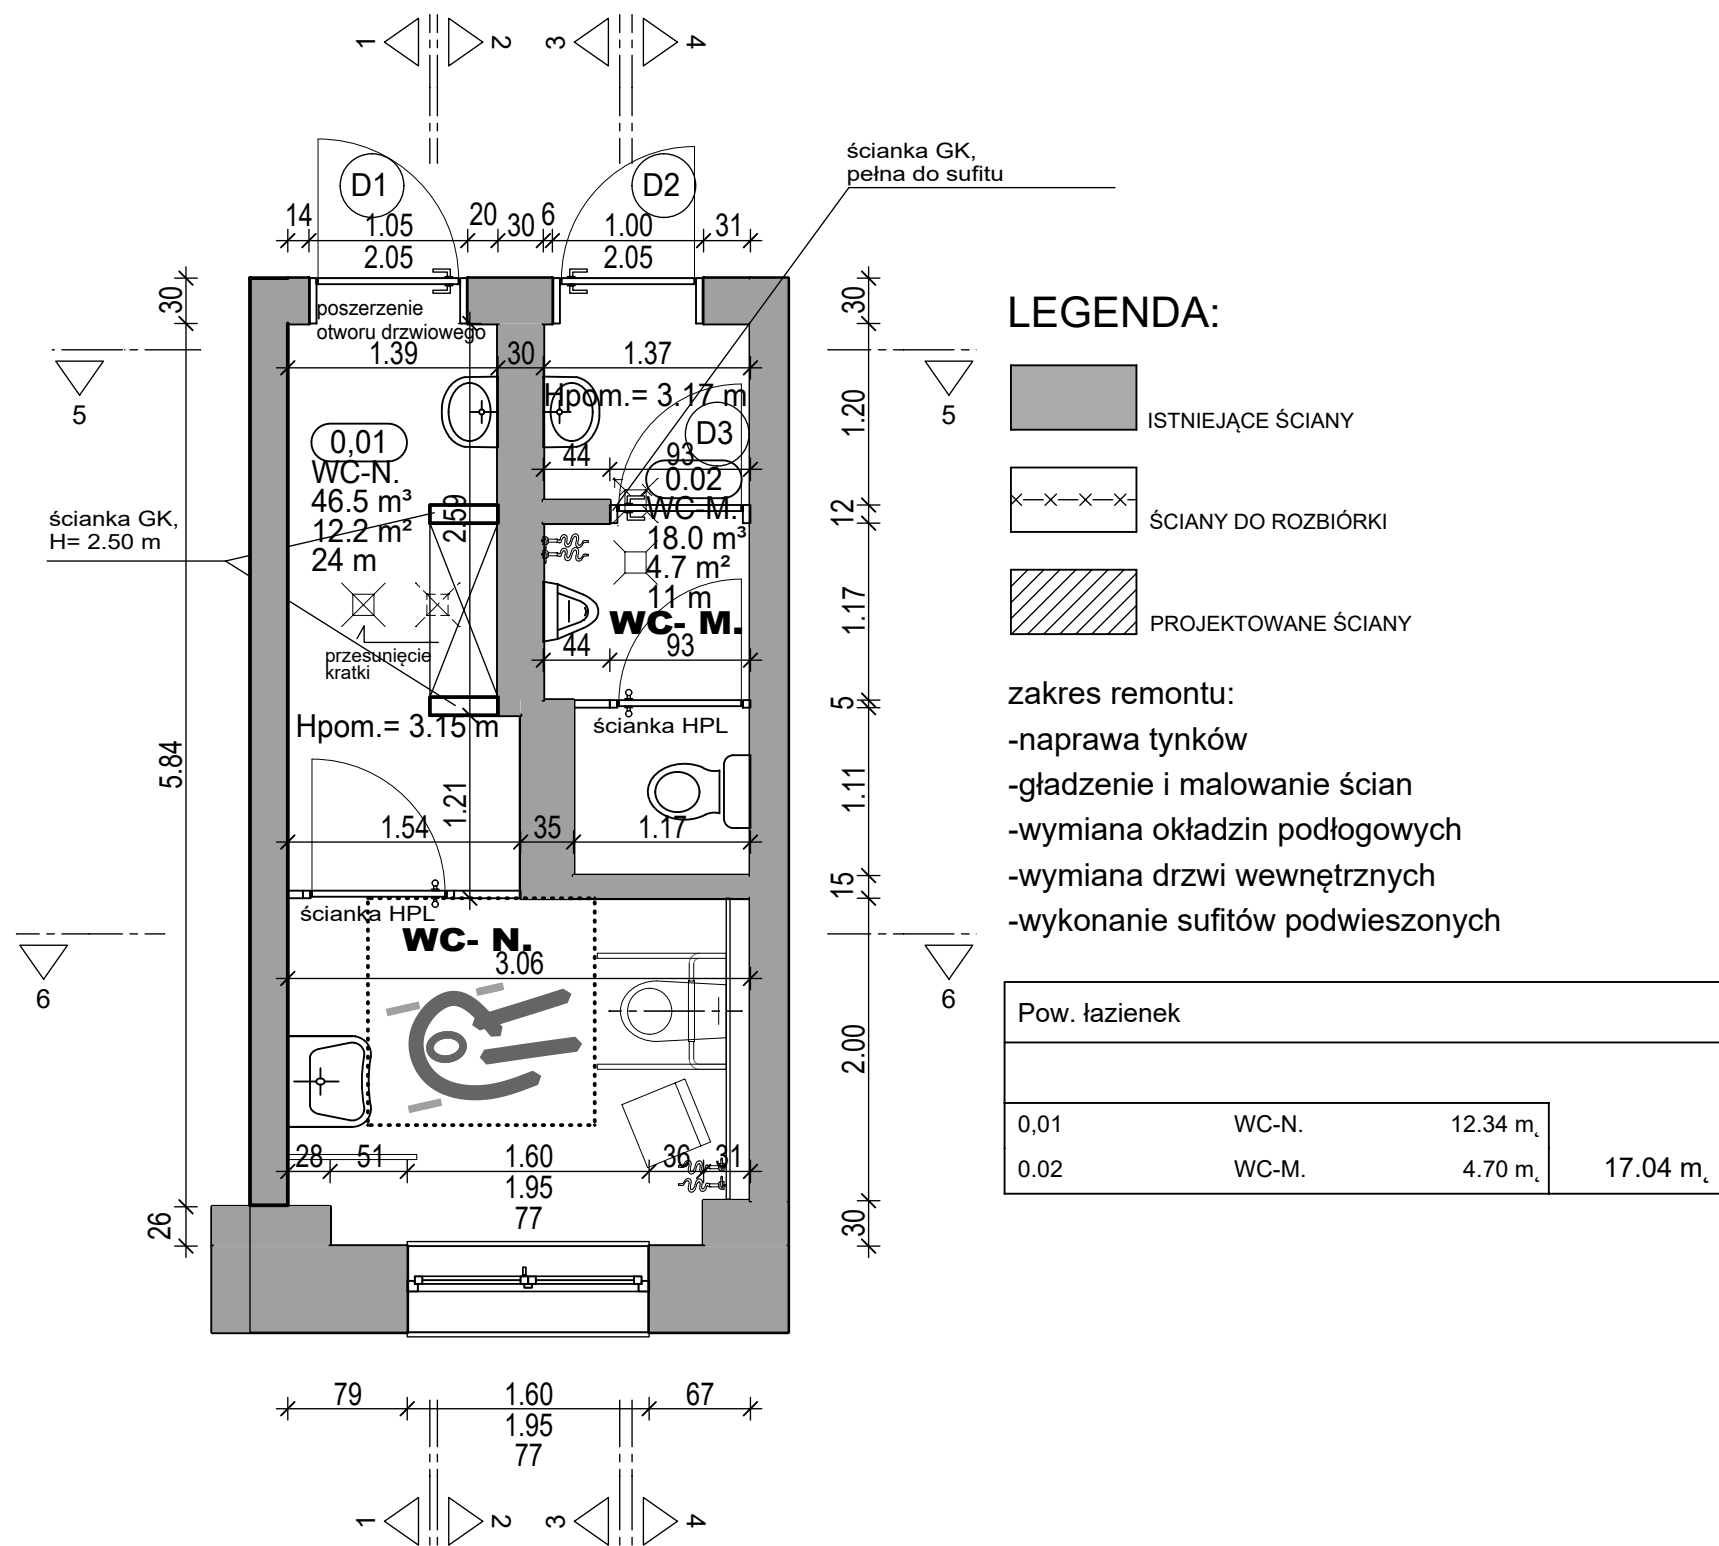 1
2
3
4
D1
D2
ścianka GK,
pełna do sufitu
14
1.05
20
30
6
1.00
31
2.05
2.05
30
poszerzenie
otworu drzwiowego
30
1.39
30
1.37
5
5
Hpom.= 3.17 m
1.20
D3
44
93
0,01
WC-N.
46.5 m³
12.2 m²
24 m
2.59
0.02
WC-M.
18.0 m³
4.7 m²
11 m
12
ścianka GK,
H= 2.50 m
1.17
WC- M.
44
93
przesunięcie
kratki
5
Hpom.= 3.15 m
ścianka HPL
5.84
1.21
1.11
1.54
35
1.17
15
ścianka HPL
WC- N.
3.06
6
6
2.00
28
51
1.60
36
31
1.95
77
26
30
79
1.60
67
1.95
77
1
2
3
4
LEGENDA:
ISTNIEJĄCE ŚCIANY
ŚCIANY DO ROZBIÓRKI
PROJEKTOWANE ŚCIANY
zakres remontu:
-naprawa tynków
-gładzenie i malowanie ścian
-wymiana okładzin podłogowych
-wymiana drzwi wewnętrznych
-wykonanie sufitów podwieszonych
Pow. łazienek
0,01 WC-N. 12.34 m˛
0.02 WC-M. 4.70 m˛ 17.04 m˛